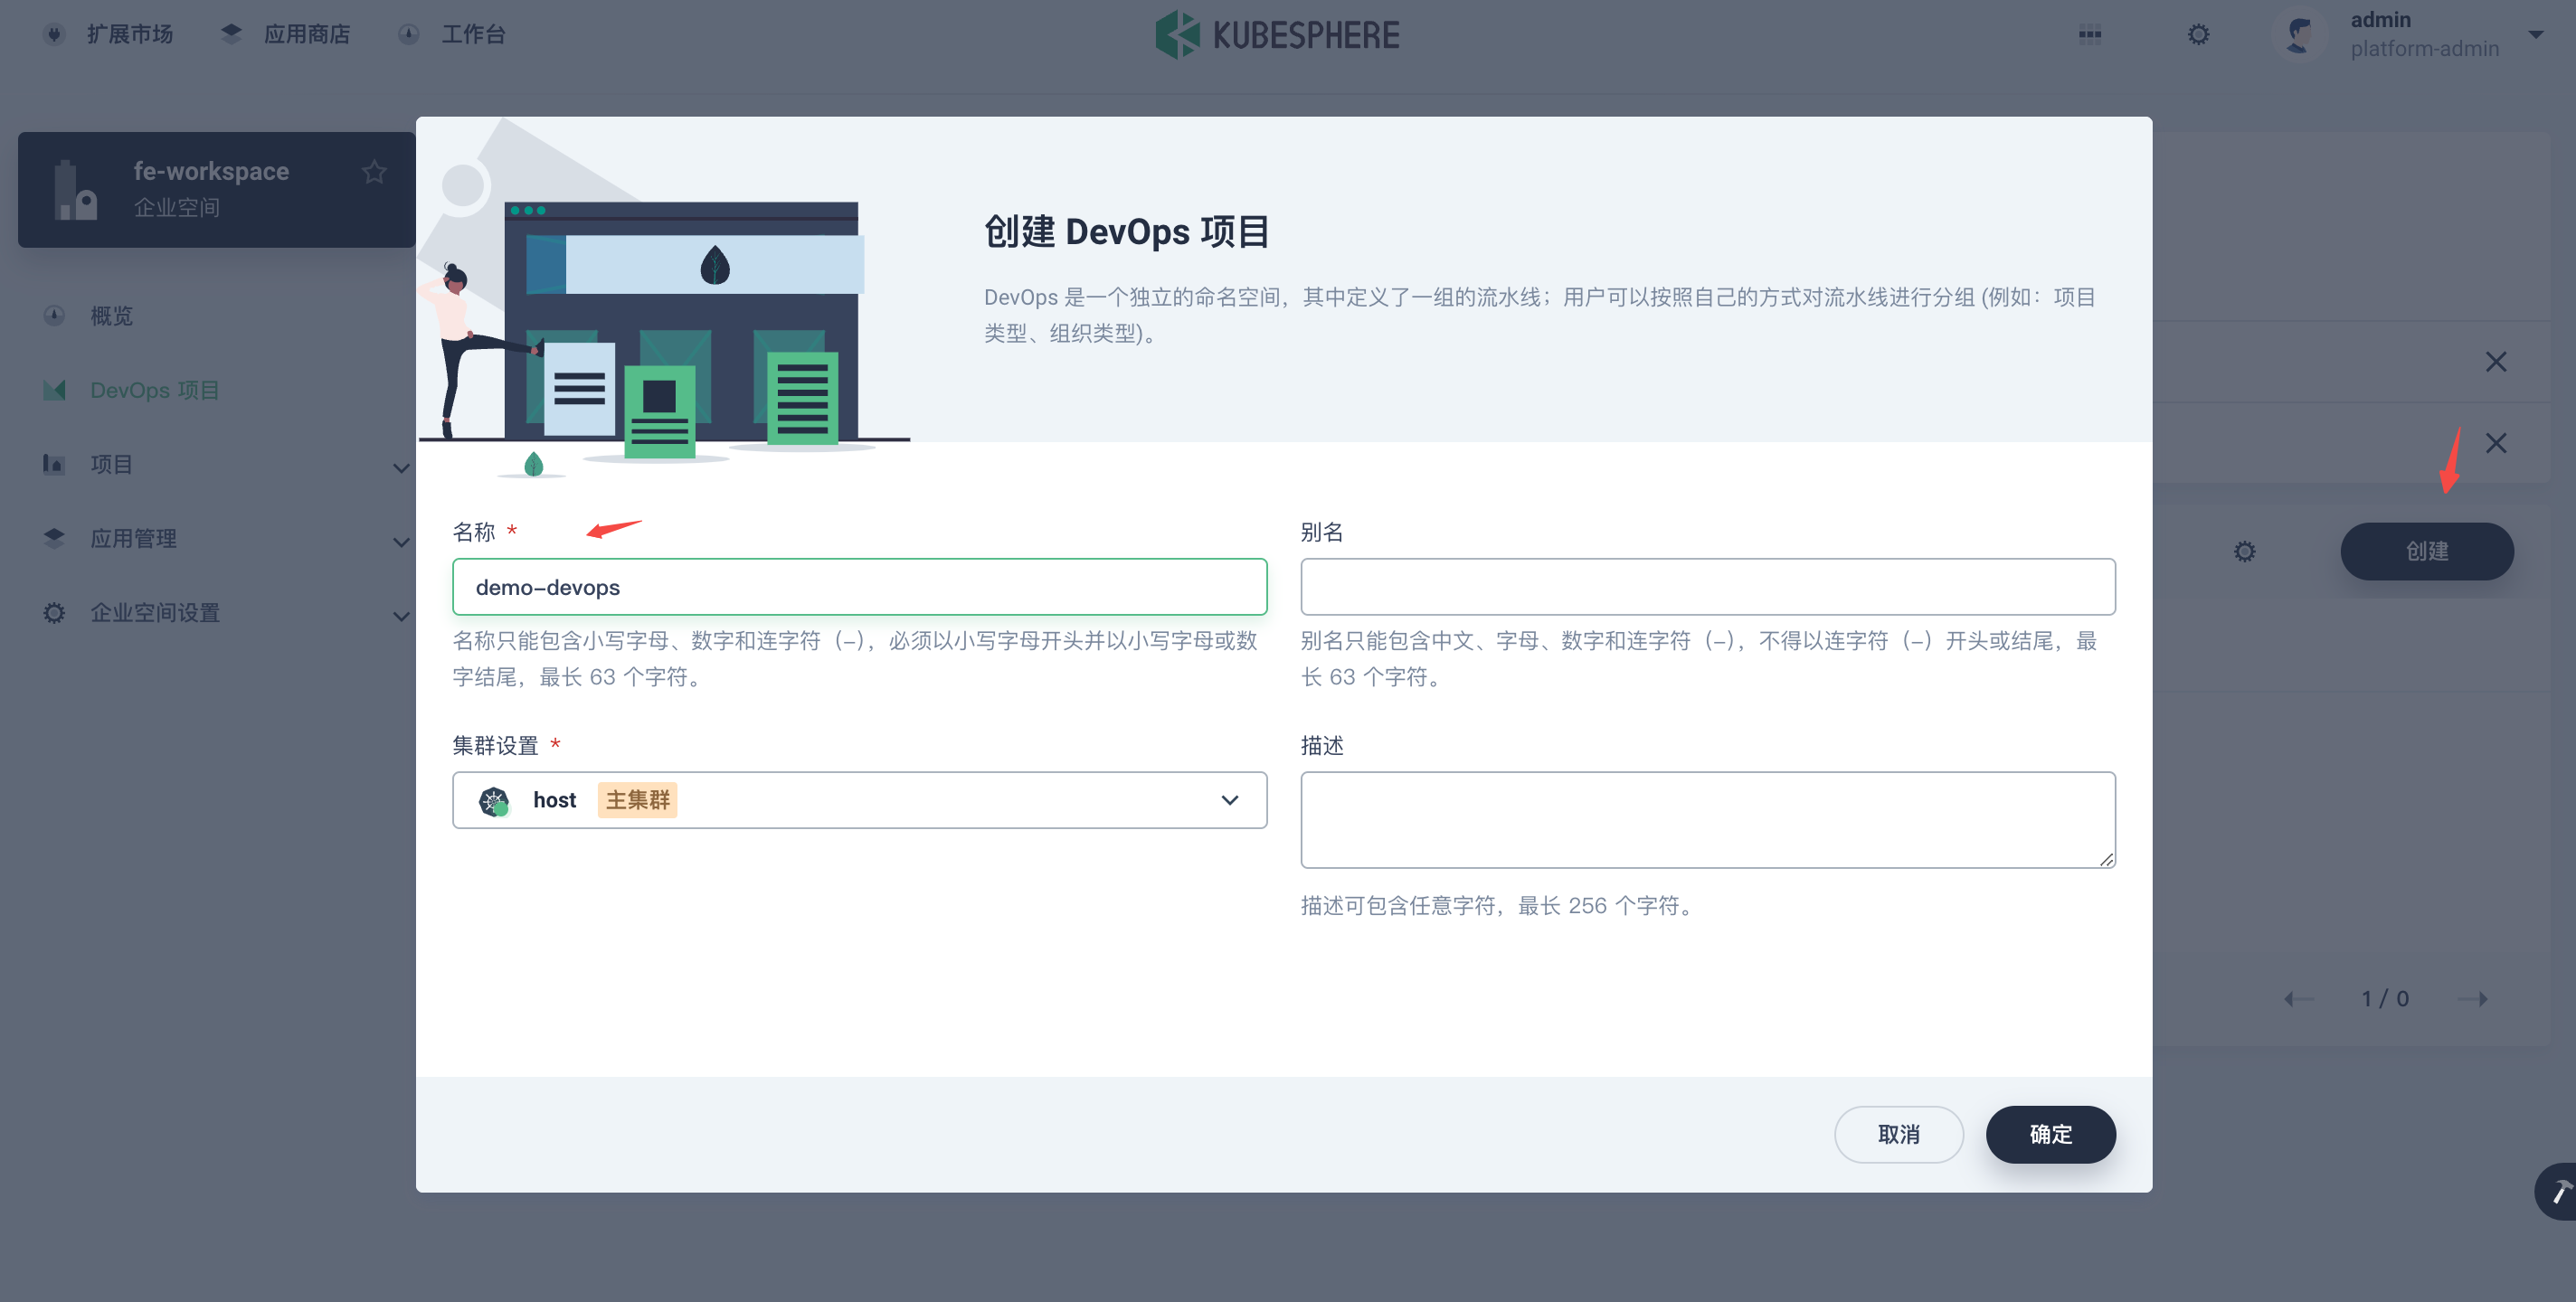 扩展市场
应用商店
工作台
KUBESPHERE
admin
platform-admin
fe-workspace
企业空间
概览
DevOps 项目
项目
应用管理
企业空间设置
创建 DevOps 项目
DevOps 是一个独立的命名空间，其中定义了一组的流水线；用户可以按照自己的方式对流水线进行分组 (例如：项目
类型、组织类型)。
名称 *
demo-devops
名称只能包含小写字母、数字和连字符（-），必须以小写字母开头并以小写字母或数
字结尾，最长 63 个字符。
别名
别名只能包含中文、字母、数字和连字符（-），不得以连字符（-）开头或结尾，最
长 63 个字符。
集群设置 *
host
主集群
描述
描述可包含任意字符，最长 256 个字符。
创建
1 / 0
取消
确定